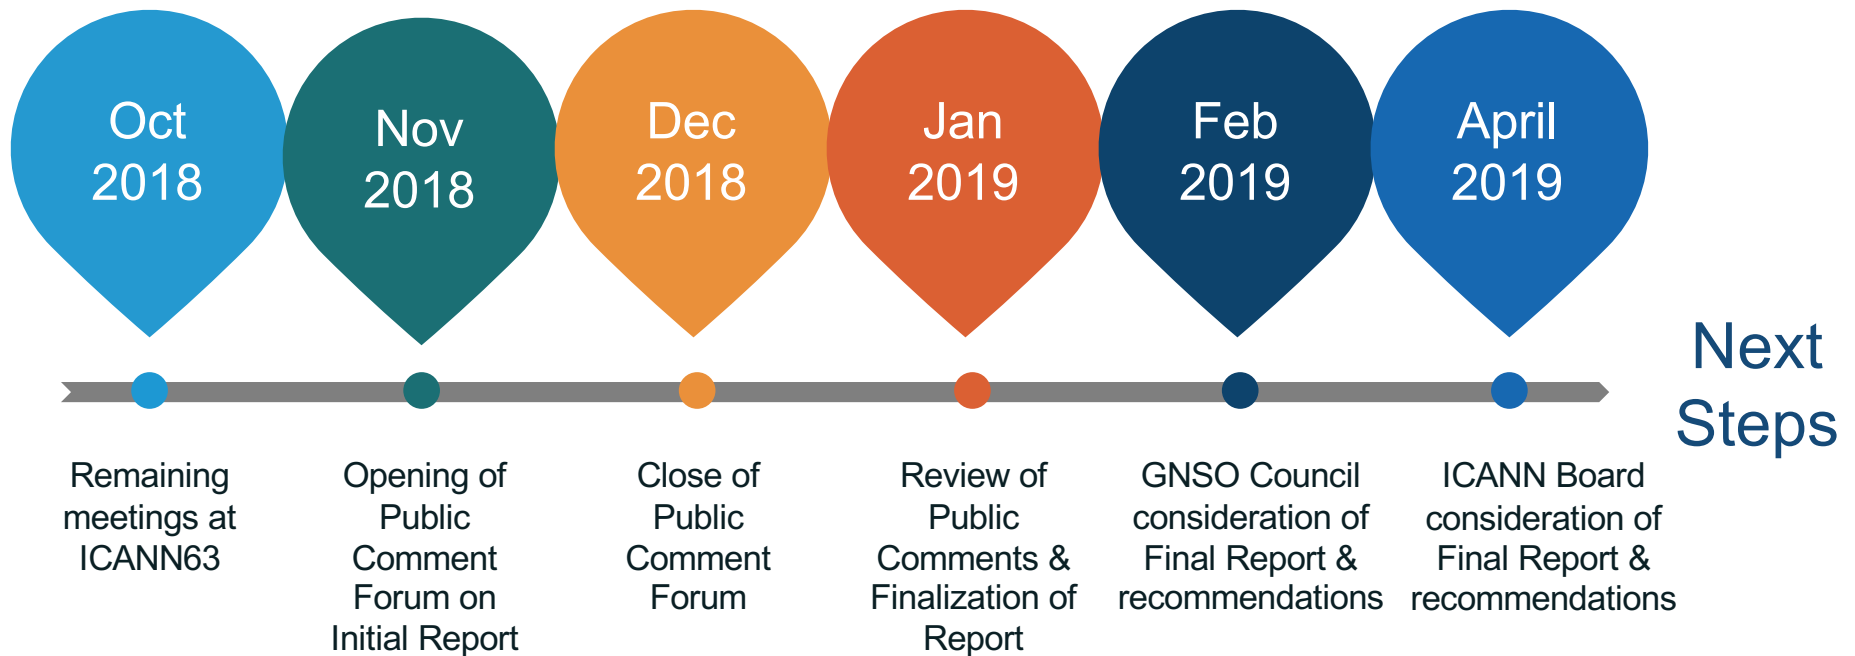 Oct
2018
Nov
2018
Dec
2018
Jan
2019
Feb
2019
April
2019
Next
Steps
Remaining
meetings at
ICANN63
Opening of
Public
Comment
Forum on
Initial Report
Close of
Public
Comment
Forum
Review of
Public
Comments &
Finalization of
Report
GNSO Council
consideration of
Final Report &
recommendations
ICANN Board
consideration of
Final Report &
recommendations